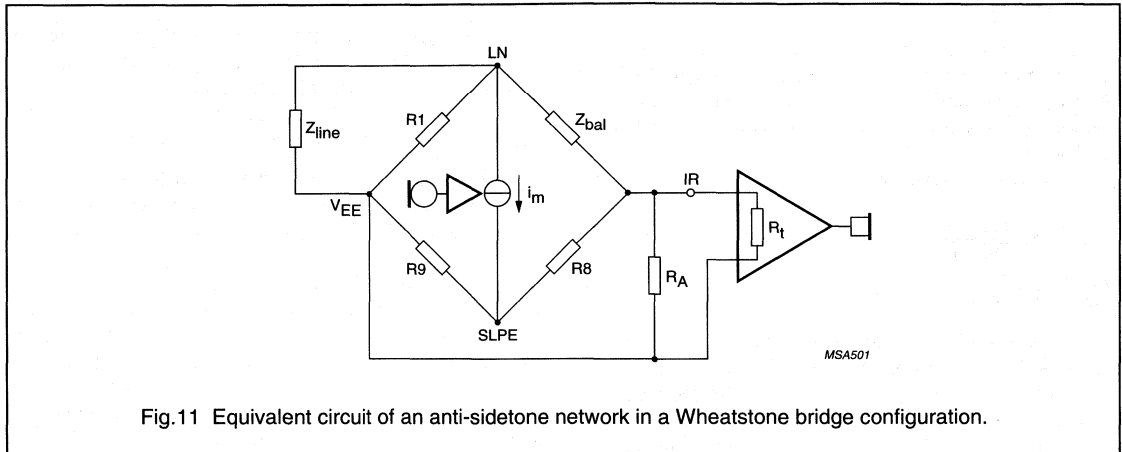 LN
Zline
R1
Zbal
VEE
im
IR
Rt
R9
R8
RA
SLPE
MSA501
Fig.11 Equivalent circuit of an anti-sidetone network in a Wheatstone bridge configuration.